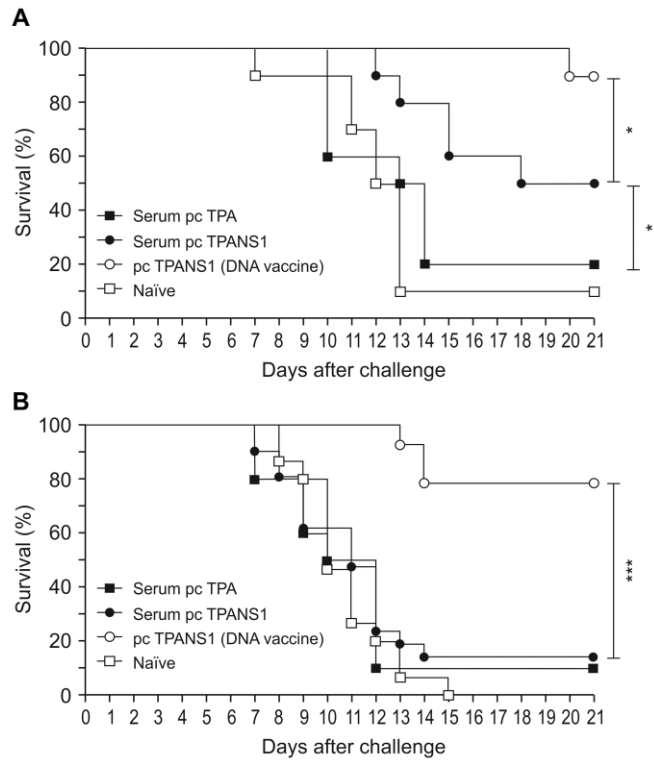 A
Survival (%)
100
80
60
40
20
0
Serum pc TPA
Serum pc TPANS1
pc TPANS1 (DNA vaccine)
Naïve
*
*
0 1 2 3 4 5 6 7 8 9 10 11 12 13 14 15 16 17 18 19 20 21
Days after challenge
B
Survival (%)
100
80
60
40
20
0
Serum pc TPA
Serum pc TPANS1
pc TPANS1 (DNA vaccine)
Naïve
***
0 1 2 3 4 5 6 7 8 9 10 11 12 13 14 15 16 17 18 19 20 21
Days after challenge